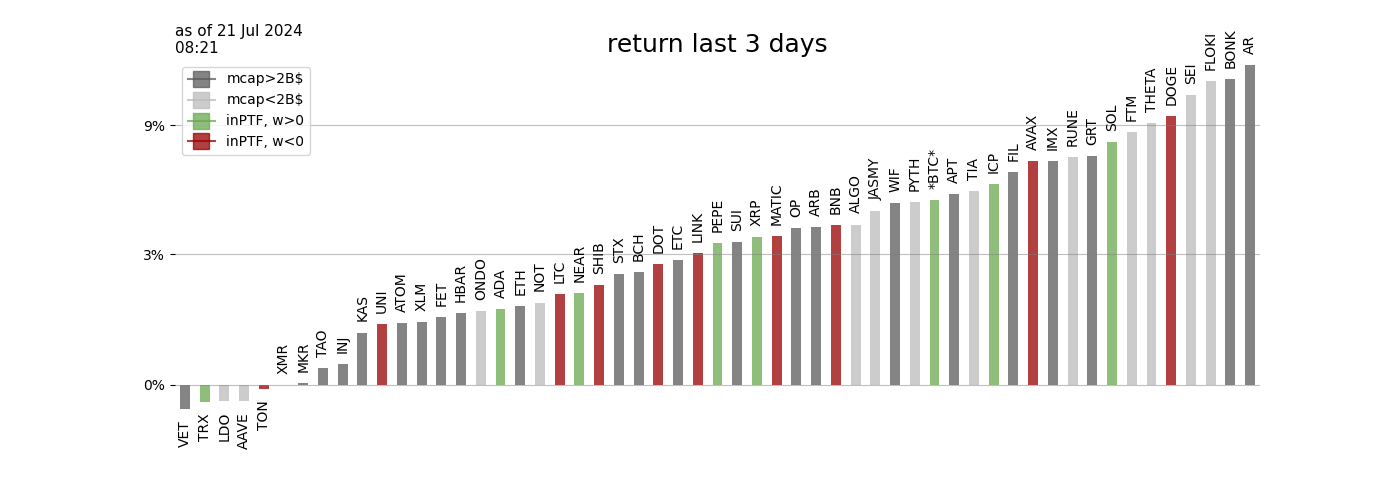 as of 21 Jul 2024
08:21
return last 3 days
mcap>2B$
mcap<2B$
inPTF, w>0
inPTF, w<0
9%
3%
0%
VET
TRX
LDO
AAVE
TON
XMR
MKR
TAO
INJ
KAS
UNI
ATOM
XLM
FET
HBAR
ONDO
ADA
ETH
NOT
LTC
NEAR
SHIB
STX
BCH
DOT
ETC
LINK
PEPE
SUI
XRP
MATIC
OP
ARB
BNB
ALGO
JASMY
WIF
PYTH
*BTC*
APT
TIA
ICP
FIL
AVAX
IMX
RUNE
GRT
SOL
FTM
THETA
DOGE
SEI
FLOKI
BONK
AR